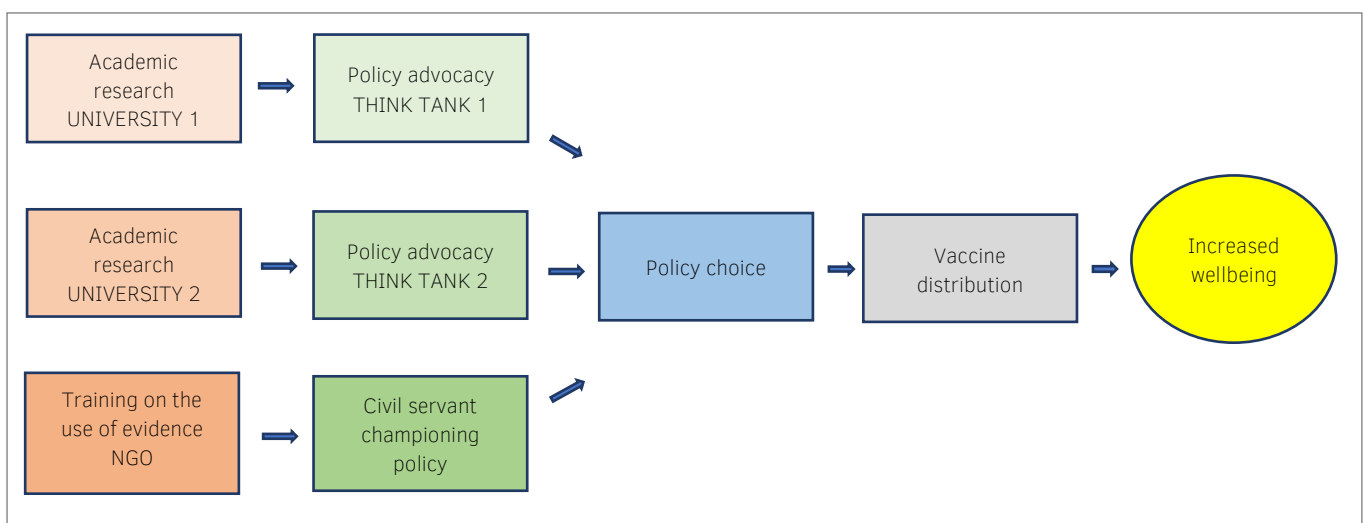 Academic
research
UNIVERSITY 1
Policy advocacy
THINK TANK 1
Academic
research
UNIVERSITY 2
Policy advocacy
THINK TANK 2
Policy choice
Vaccine
distribution
Increased
wellbeing
Training on the
use of evidence
NGO
Civil servant
championing
policy